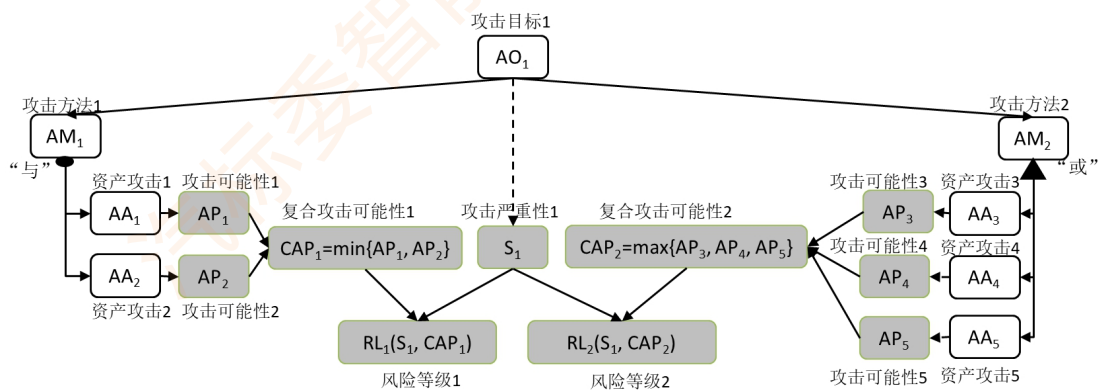 攻击目标1
AO₁
攻击方法1
AM₁
“与”
攻击方法2
AM₂
“或”
资产攻击1
AA₁
攻击可能性1
AP₁
AA₂
资产攻击2
AP₂
攻击可能性2
复合攻击可能性1
CAP₁=min{AP₁, AP₂}
攻击严重性1
S₁
复合攻击可能性2
CAP₂=max{AP₃, AP₄, AP₅}
攻击可能性3
AP₃
资产攻击3
AA₃
攻击可能性4
AP₄
资产攻击4
AA₄
AP₅
攻击可能性5
AA₅
资产攻击5
RL₁(S₁, CAP₁)
风险等级1
RL₂(S₁, CAP₂)
风险等级2
汽标委智能